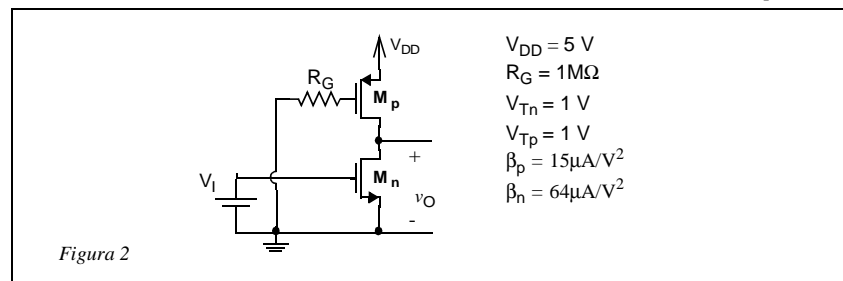 V_DD
R_G
M_p
V_DD = 5 V
R_G = 1MΩ
V_Tn = 1 V
V_Tp = 1 V
β_p = 15μA/V²
β_n = 64μA/V²
+
V_I
M_n
v_O
-
Figura 2